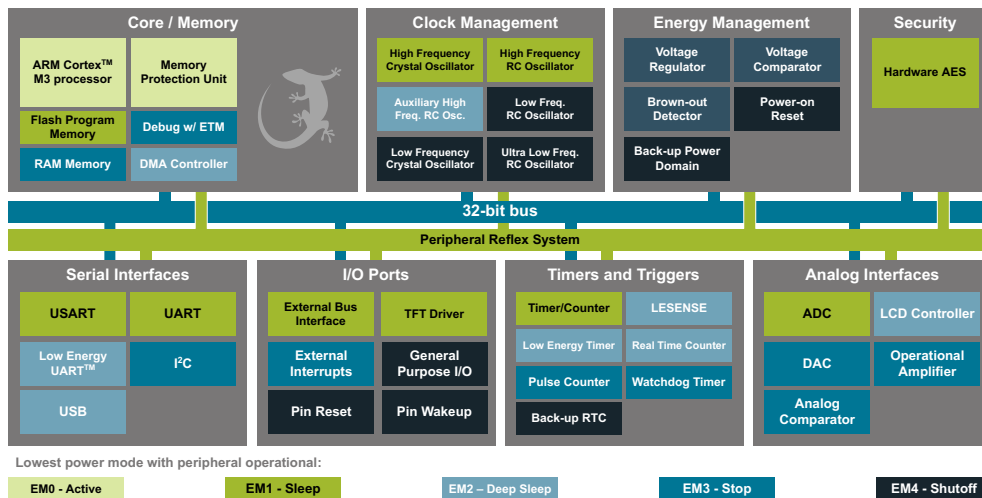 Core / Memory
ARM Cortex™
M3 processor
Memory
Protection Unit
Flash Program
Memory
Debug w/ ETM
RAM Memory
DMA Controller
Clock Management
High Frequency
Crystal Oscillator
High Frequency
RC Oscillator
Auxiliary High
Freq. RC Osc.
Low Freq.
RC Oscillator
Low Frequency
Crystal Oscillator
Ultra Low Freq.
RC Oscillator
Energy Management
Voltage
Regulator
Voltage
Comparator
Brown-out
Detector
Power-on
Reset
Back-up Power
Domain
Security
Hardware AES
32-bit bus
Peripheral Reflex System
Serial Interfaces
USART
UART
Low Energy
UART™
I²C
USB
I/O Ports
External Bus
Interface
TFT Driver
External
Interrupts
General
Purpose I/O
Pin Reset
Pin Wakeup
Timers and Triggers
Timer/Counter
LESENSE
Low Energy Timer
Real Time Counter
Pulse Counter
Watchdog Timer
Back-up RTC
Analog Interfaces
ADC
LCD Controller
DAC
Operational
Amplifier
Analog
Comparator
Lowest power mode with peripheral operational:
EM0 - Active
EM1 - Sleep
EM2 – Deep Sleep
EM3 - Stop
EM4 - Shutoff